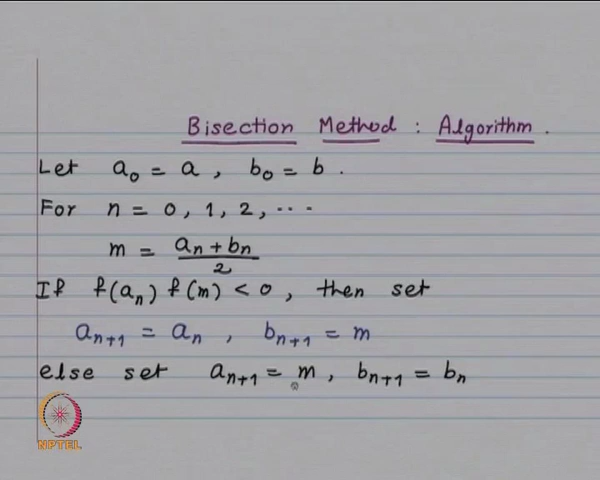 Bisection Method : Algorithm.
Let a₀ = a, b₀ = b.
For n = 0, 1, 2, ...
m = (aₙ + bₙ)/2
If f(aₙ) f(m) < 0, then set
aₙ₊₁ = aₙ, bₙ₊₁ = m
else set aₙ₊₁ = m, bₙ₊₁ = bₙ
NPTEL